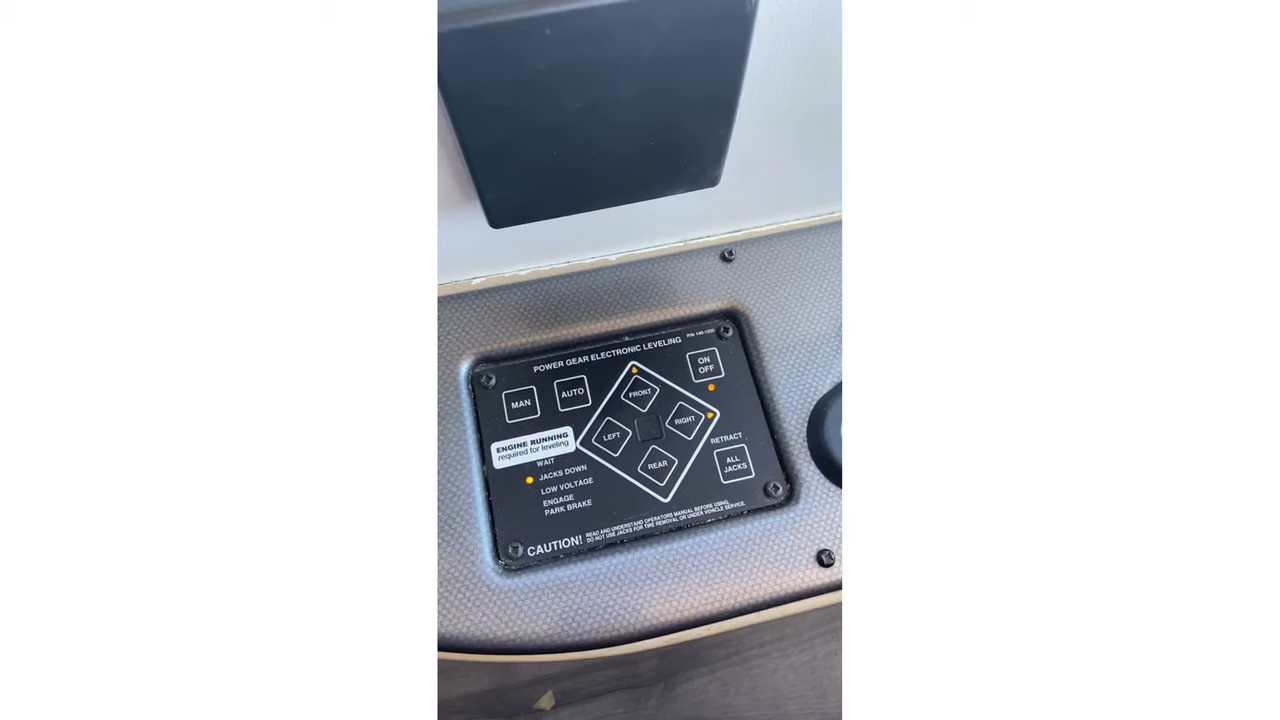 P/N 140-1230
POWER GEAR ELECTRONIC LEVELING
ON
OFF
MAN
AUTO
FRONT
LEFT
RIGHT
REAR
ENGINE RUNNING
required for leveling
WAIT
JACKS DOWN
LOW VOLTAGE
ENGAGE
PARK BRAKE
RETRACT
ALL
JACKS
CAUTION!
READ AND UNDERSTAND OPERATORS MANUAL BEFORE USING.
DO NOT USE JACKS FOR TIRE REMOVAL OR UNDER VEHICLE SERVICE.